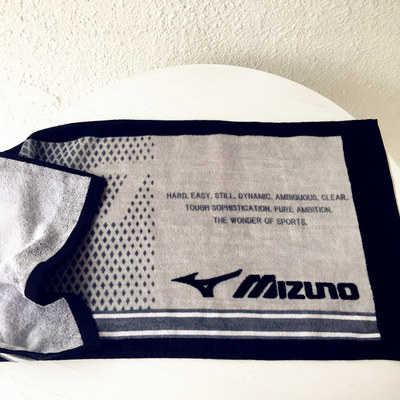 HARD, EASY. STILL, DYNAMIC. AMBIGUOUS, CLEAR.
TOUGH SOPHISTICATION. PURE AMBITION.
THE WONDER OF SPORTS.
MIZUNO